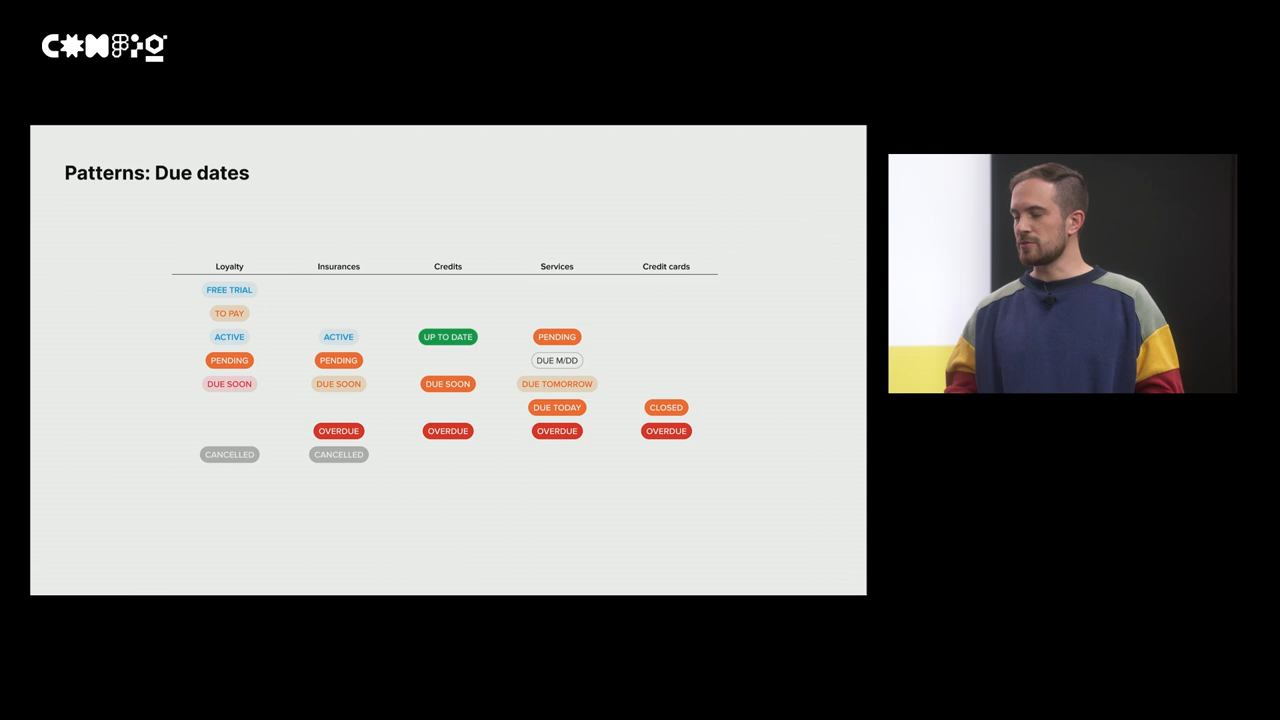 CONFIG
Patterns: Due dates
Loyalty Insurances Credits Services Credit cards
FREE TRIAL
TO PAY
ACTIVE ACTIVE UP TO DATE PENDING
PENDING PENDING DUE M/DD
DUE SOON DUE SOON DUE SOON DUE TOMORROW
DUE TODAY CLOSED
OVERDUE OVERDUE OVERDUE OVERDUE
CANCELLED CANCELLED